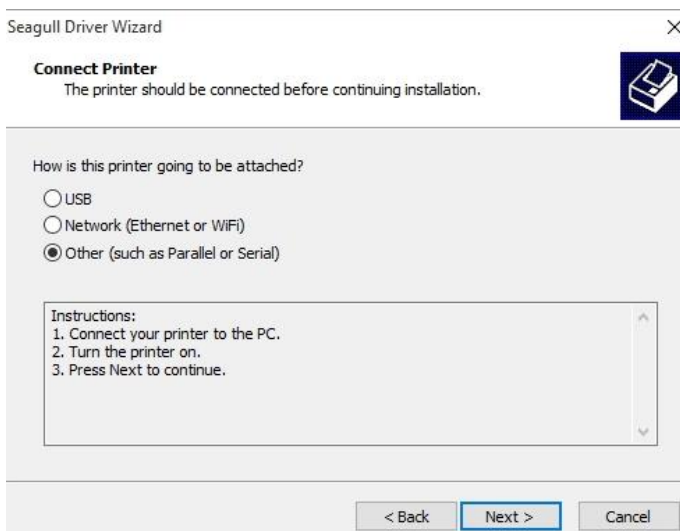 Seagull Driver Wizard
Connect Printer
The printer should be connected before continuing installation.
How is this printer going to be attached?
USB
Network (Ethernet or WiFi)
Other (such as Parallel or Serial)
Instructions:
1. Connect your printer to the PC.
2. Turn the printer on.
3. Press Next to continue.
< Back Next > Cancel